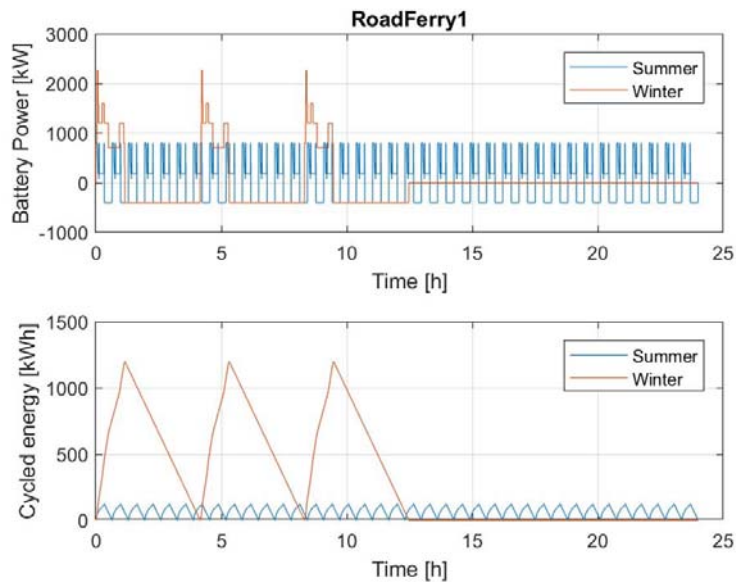 RoadFerry1
Battery Power [kW]
3000
2000
1000
0
-1000
Summer
Winter
0 5 10 15 20 25
Time [h]
Cycled energy [kWh]
1500
1000
500
0
Summer
Winter
0 5 10 15 20 25
Time [h]